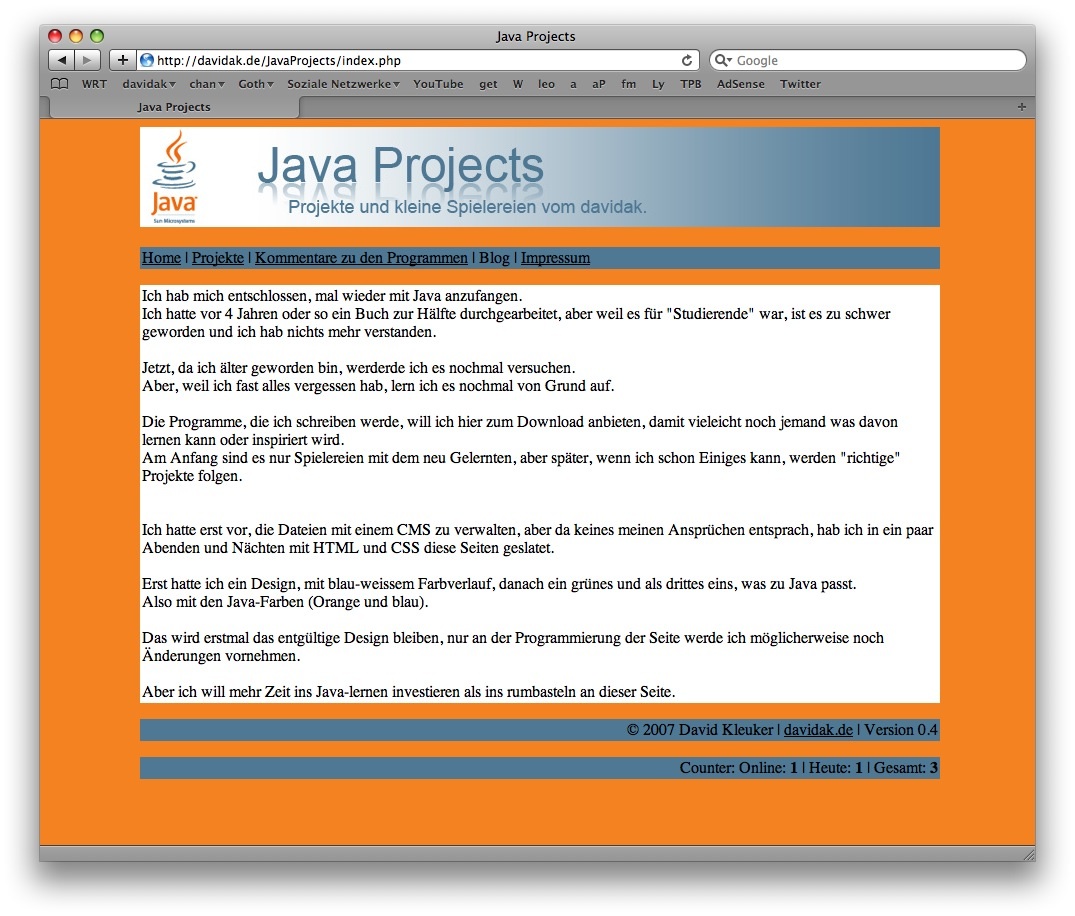 Java Projects
http://davidak.de/JavaProjects/index.php
Google
WRT davidak chan Goth Soziale Netzwerke YouTube get W leo a aP fm Ly TPB AdSense Twitter
Java Projects
Java
Sun Microsystems
Java Projects
Projekte und kleine Spielereien vom davidak.
Home | Projekte | Kommentare zu den Programmen | Blog | Impressum
Ich hab mich entschlossen, mal wieder mit Java anzufangen.
Ich hatte vor 4 Jahren oder so ein Buch zur Hälfte durchgearbeitet, aber weil es für "Studierende" war, ist es zu schwer
geworden und ich hab nichts mehr verstanden.
Jetzt, da ich älter geworden bin, werderde ich es nochmal versuchen.
Aber, weil ich fast alles vergessen hab, lern ich es nochmal von Grund auf.
Die Programme, die ich schreiben werde, will ich hier zum Download anbieten, damit vieleicht noch jemand was davon
lernen kann oder inspiriert wird.
Am Anfang sind es nur Spielereien mit dem neu Gelernten, aber später, wenn ich schon Einiges kann, werden "richtige"
Projekte folgen.
Ich hatte erst vor, die Dateien mit einem CMS zu verwalten, aber da keines meinen Ansprüchen entsprach, hab ich in ein paar
Abenden und Nächten mit HTML und CSS diese Seiten geslatet.
Erst hatte ich ein Design, mit blau-weissem Farbverlauf, danach ein grünes und als drittes eins, was zu Java passt.
Also mit den Java-Farben (Orange und blau).
Das wird erstmal das entgültige Design bleiben, nur an der Programmierung der Seite werde ich möglicherweise noch
Änderungen vornehmen.
Aber ich will mehr Zeit ins Java-lernen investieren als ins rumbasteln an dieser Seite.
© 2007 David Kleuker | davidak.de | Version 0.4
Counter: Online: 1 | Heute: 1 | Gesamt: 3